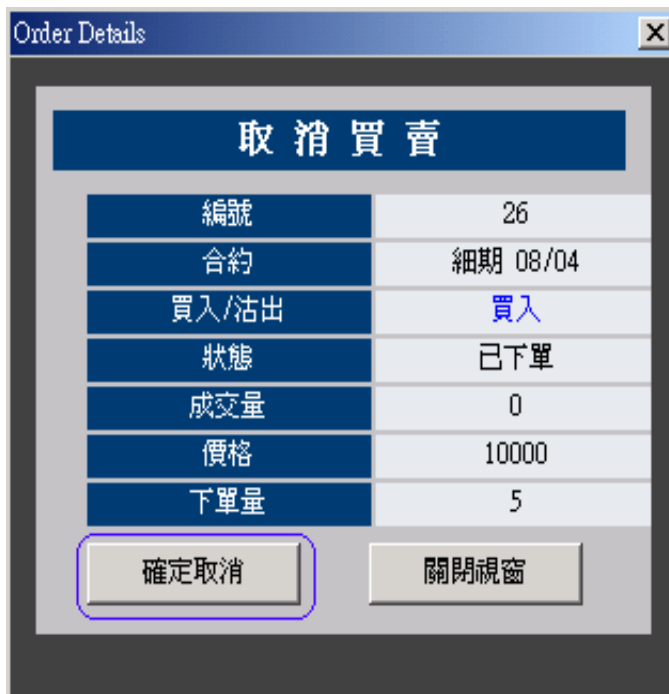 Order Details
取消買賣
編號 26
合約 細期 08/04
買入/沽出 買入
狀態 已下單
成交量 0
價格 10000
下單量 5
確定取消 關閉視窗